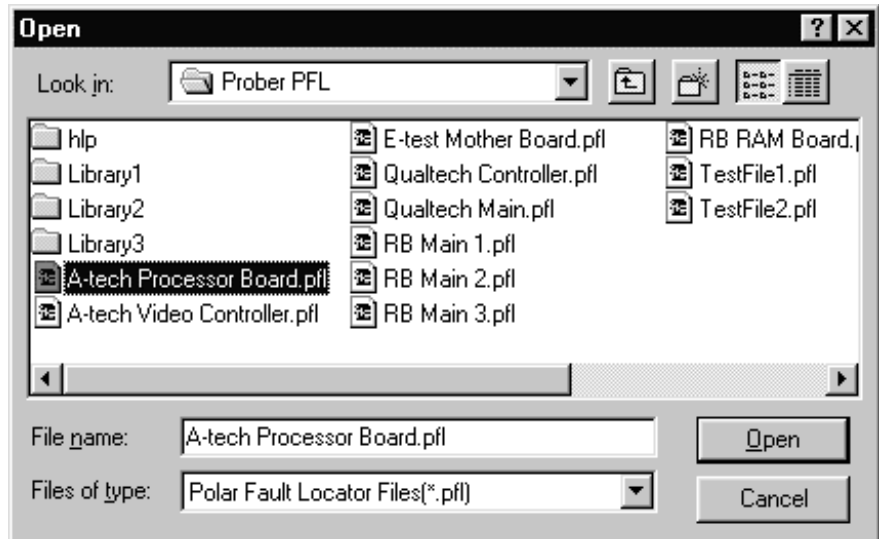 Open
Look in: Prober PFL
hlp
Library1
Library2
Library3
A-tech Processor Board.pfl
A-tech Video Controller.pfl
E-test Mother Board.pfl
Qualtech Controller.pfl
Qualtech Main.pfl
RB Main 1.pfl
RB Main 2.pfl
RB Main 3.pfl
RB RAM Board.
TestFile1.pfl
TestFile2.pfl
File name: A-tech Processor Board.pfl
Open
Files of type: Polar Fault Locator Files(*.pfl)
Cancel